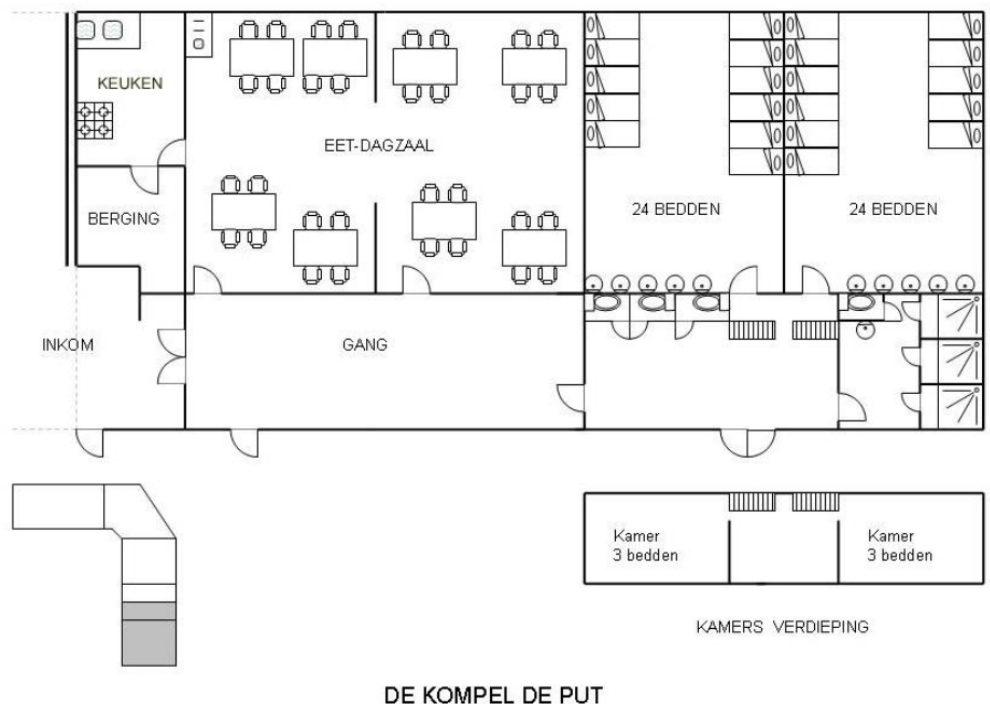 KEUKEN
EET-DAGZAAL
BERGING
24 BEDDEN
24 BEDDEN
INKOM
GANG
Kamer
3 bedden
Kamer
3 bedden
KAMERS VERDIEPING
DE KOMPEL DE PUT